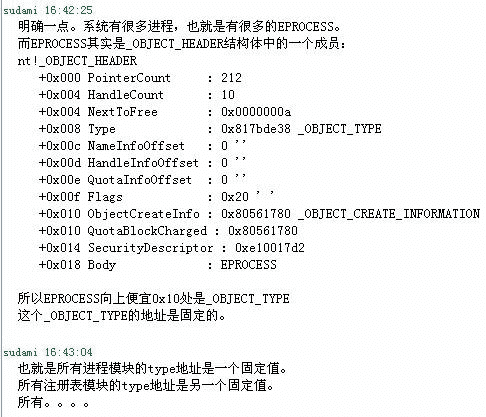 sudami 16:42:25
明确一点。系统有很多进程，也就是有很多的EPROCESS。
而EPROCESS其实是_OBJECT_HEADER结构体中的一个成员：
nt!_OBJECT_HEADER
+0x000 PointerCount : 212
+0x004 HandleCount : 10
+0x004 NextToFree : 0x0000000a
+0x008 Type : 0x817bde38 _OBJECT_TYPE
+0x00c NameInfoOffset : 0 ''
+0x00d HandleInfoOffset : 0 ''
+0x00e QuotaInfoOffset : 0 ''
+0x00f Flags : 0x20 ' '
+0x010 ObjectCreateInfo : 0x80561780 _OBJECT_CREATE_INFORMATION
+0x010 QuotaBlockCharged : 0x80561780
+0x014 SecurityDescriptor : 0xe10017d2
+0x018 Body : EPROCESS
所以EPROCESS向上便宜0x10处是_OBJECT_TYPE
这个_OBJECT_TYPE的地址是固定的。
sudami 16:43:04
也就是所有进程模块的type地址是一个固定值。
所有注册表模块的type地址是另一个固定值。
所有。。。。